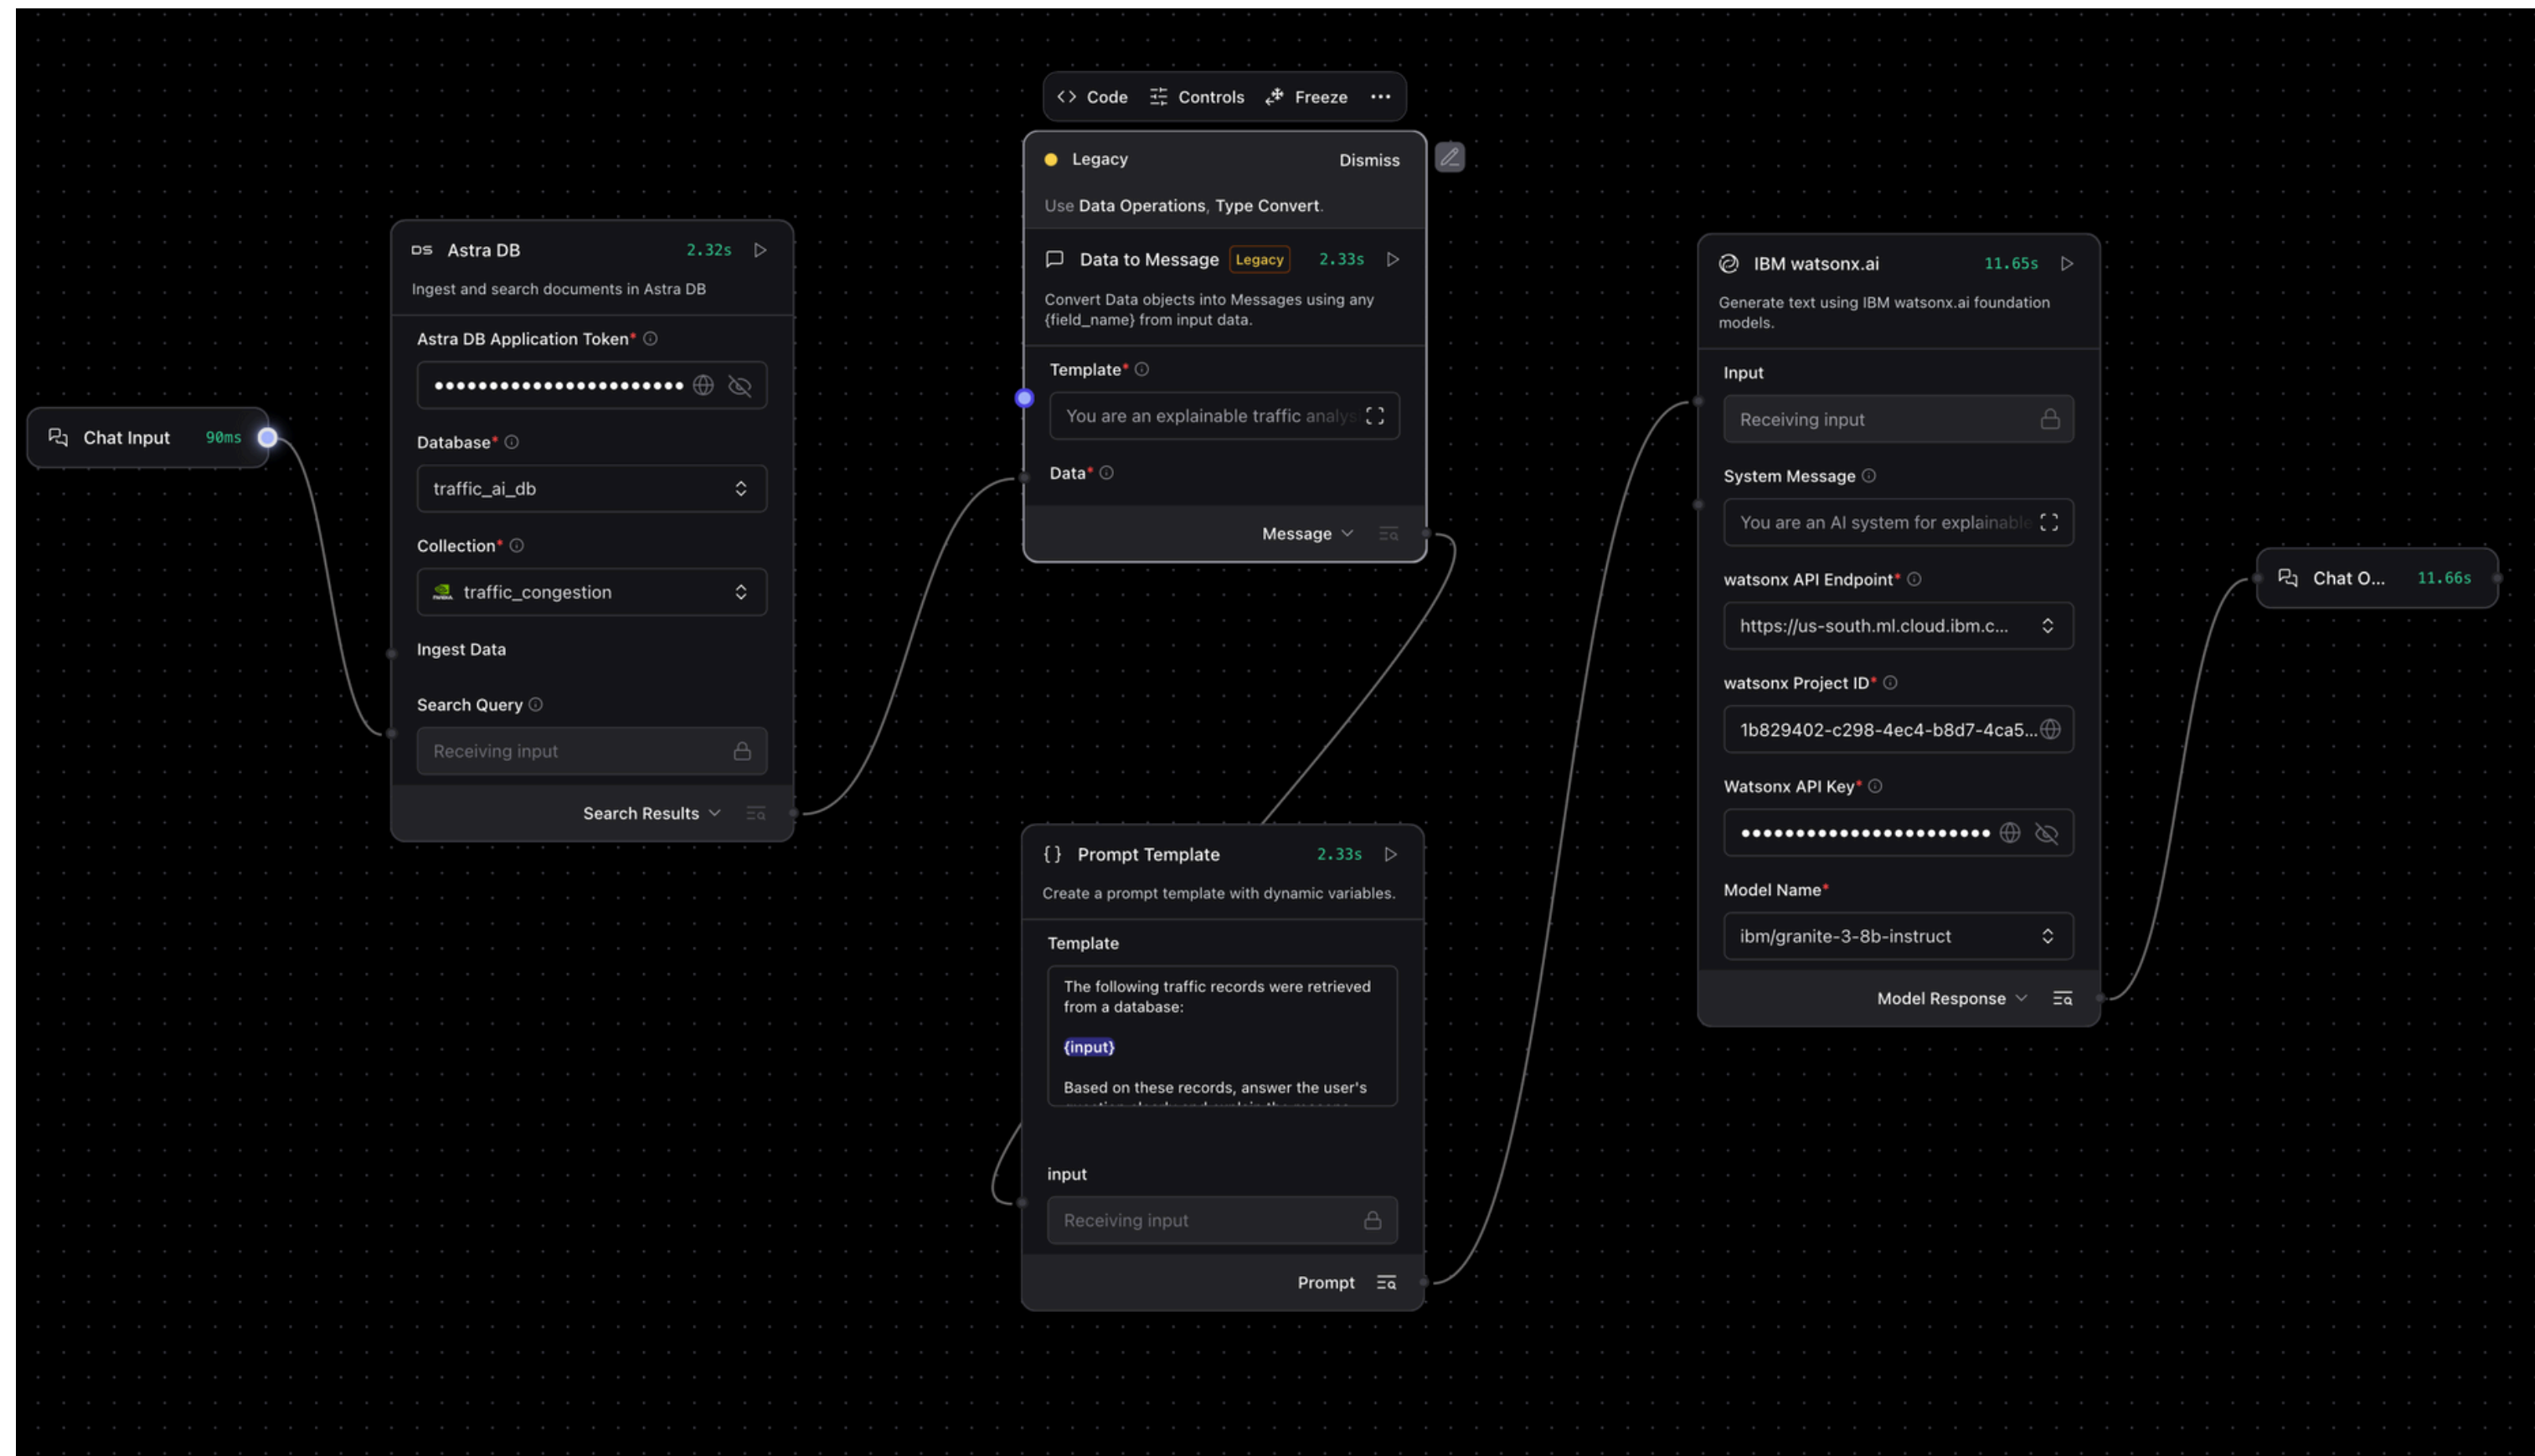 Chat Input 90ms
DS Astra DB 2.32s
Ingest and search documents in Astra DB
Astra DB Application Token*
Database*
traffic_ai_db
Collection*
traffic_congestion
Ingest Data
Search Query
Receiving input
Search Results
Code Controls Freeze
Legacy Dismiss
Use Data Operations, Type Convert.
Data to Message Legacy 2.33s
Convert Data objects into Messages using any
{field_name} from input data.
Template*
You are an explainable traffic analys
Data*
Message
Prompt Template 2.33s
Create a prompt template with dynamic variables.
Template
The following traffic records were retrieved
from a database:
{input}
Based on these records, answer the user's
input
Receiving input
Prompt
IBM watsonx.ai 11.65s
Generate text using IBM watsonx.ai foundation
models.
Input
Receiving input
System Message
You are an AI system for explainable
watsonx API Endpoint*
https://us-south.ml.cloud.ibm.c...
watsonx Project ID*
1b829402-c298-4ec4-b8d7-4ca5...
Watsonx API Key*
Model Name*
ibm/granite-3-8b-instruct
Model Response
Chat O... 11.66s